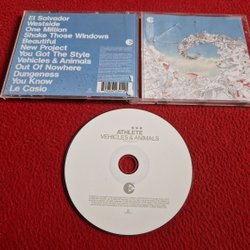 El Salvador
Westside
One Million
Shake Those Windows
Beautiful
New Project
You Got The Style
Vehicles & Animals
Out Of Nowhere
Dungeness
You Know
Le Casio
ATHLETE
VEHICLES & ANIMALS